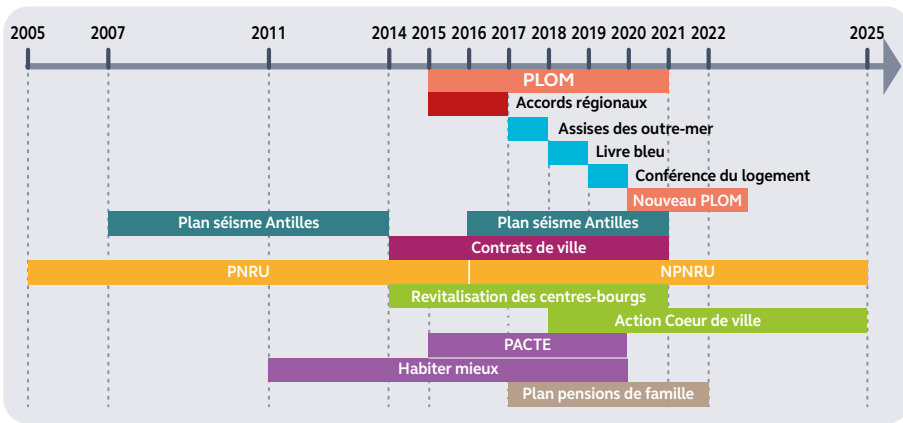 2005 2007 2011 2014 2015 2016 2017 2018 2019 2020 2021 2022 2025
PLOM
Accords régionaux
Assises des outre-mer
Livre bleu
Conférence du logement
Nouveau PLOM
Plan séisme Antilles Plan séisme Antilles
Contrats de ville
PNRU NPNRU
Revitalisation des centres-bourgs
Action Coeur de ville
PACTE
Habiter mieux
Plan pensions de famille